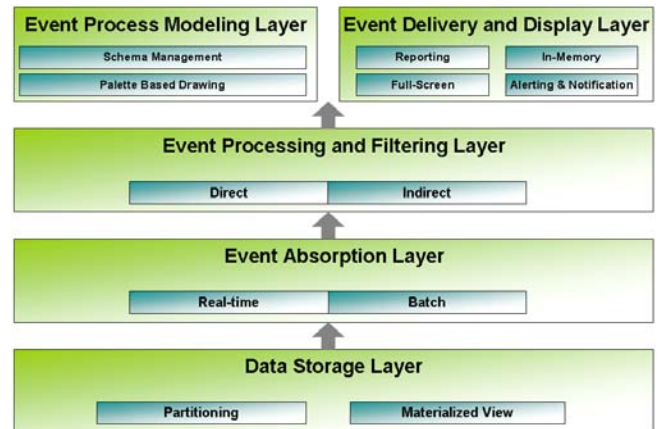 Event Process Modeling Layer
Schema Management
Palette Based Drawing
Event Delivery and Display Layer
Reporting
In-Memory
Full-Screen
Alerting & Notification
Event Processing and Filtering Layer
Direct
Indirect
Event Absorption Layer
Real-time
Batch
Data Storage Layer
Partitioning
Materialized View